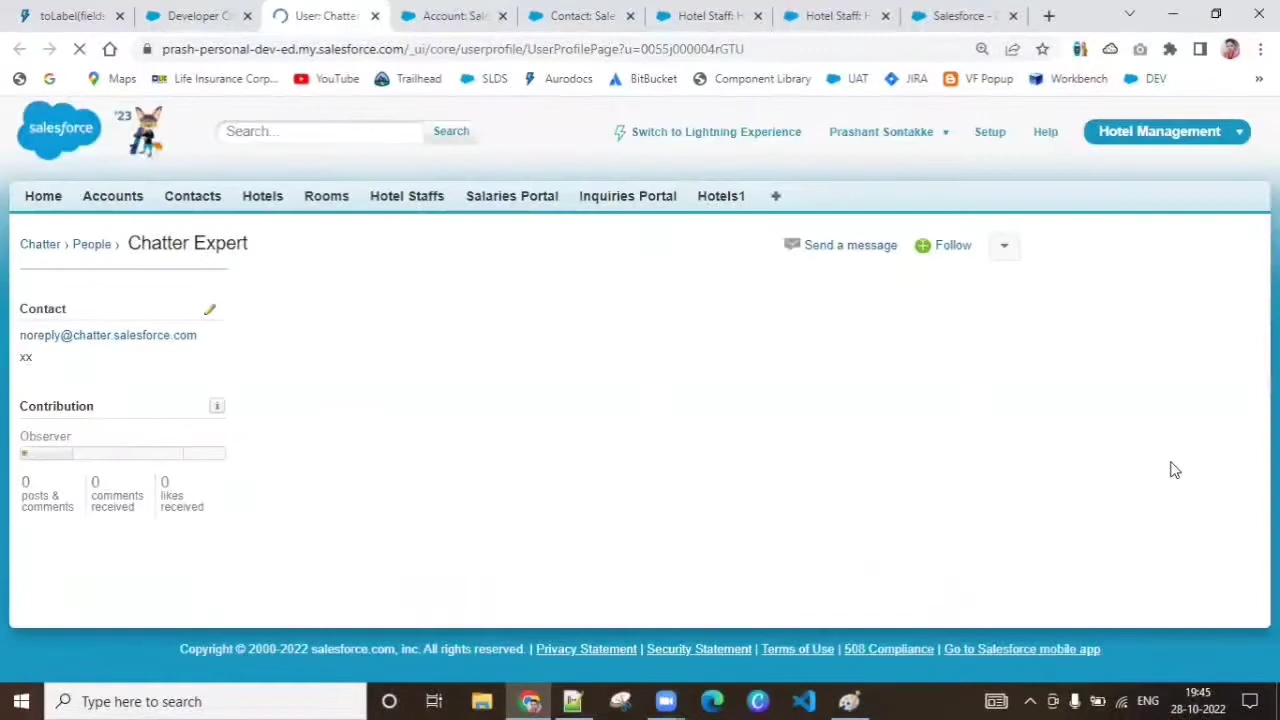 toLabel(fields
Developer C
User: Chatter
Account: Sal
Contact: Sale
Hotel Staff: H
Hotel Staff: H
Salesforce -
prash-personal-dev-ed.my.salesforce.com/_ui/core/userprofile/UserProfilePage?u=0055j000004rGTU
Maps
Life Insurance Corp...
YouTube
Trailhead
SLDS
Aurodocs
BitBucket
Component Library
UAT
JIRA
VF Popup
Workbench
DEV
»
salesforce
'23
Search...
Search
Switch to Lightning Experience
Prashant Sontakke
Setup
Help
Hotel Management
Home
Accounts
Contacts
Hotels
Rooms
Hotel Staffs
Salaries Portal
Inquiries Portal
Hotels1
Chatter › People › Chatter Expert
Send a message
Follow
Contact
noreply@chatter.salesforce.com
xx
Contribution
Observer
0 0 0
posts & comments likes
comments received received
Copyright © 2000-2022 salesforce.com, inc. All rights reserved. | Privacy Statement | Security Statement | Terms of Use | 508 Compliance | Go to Salesforce mobile app
Type here to search
ENG
19:45
28-10-2022